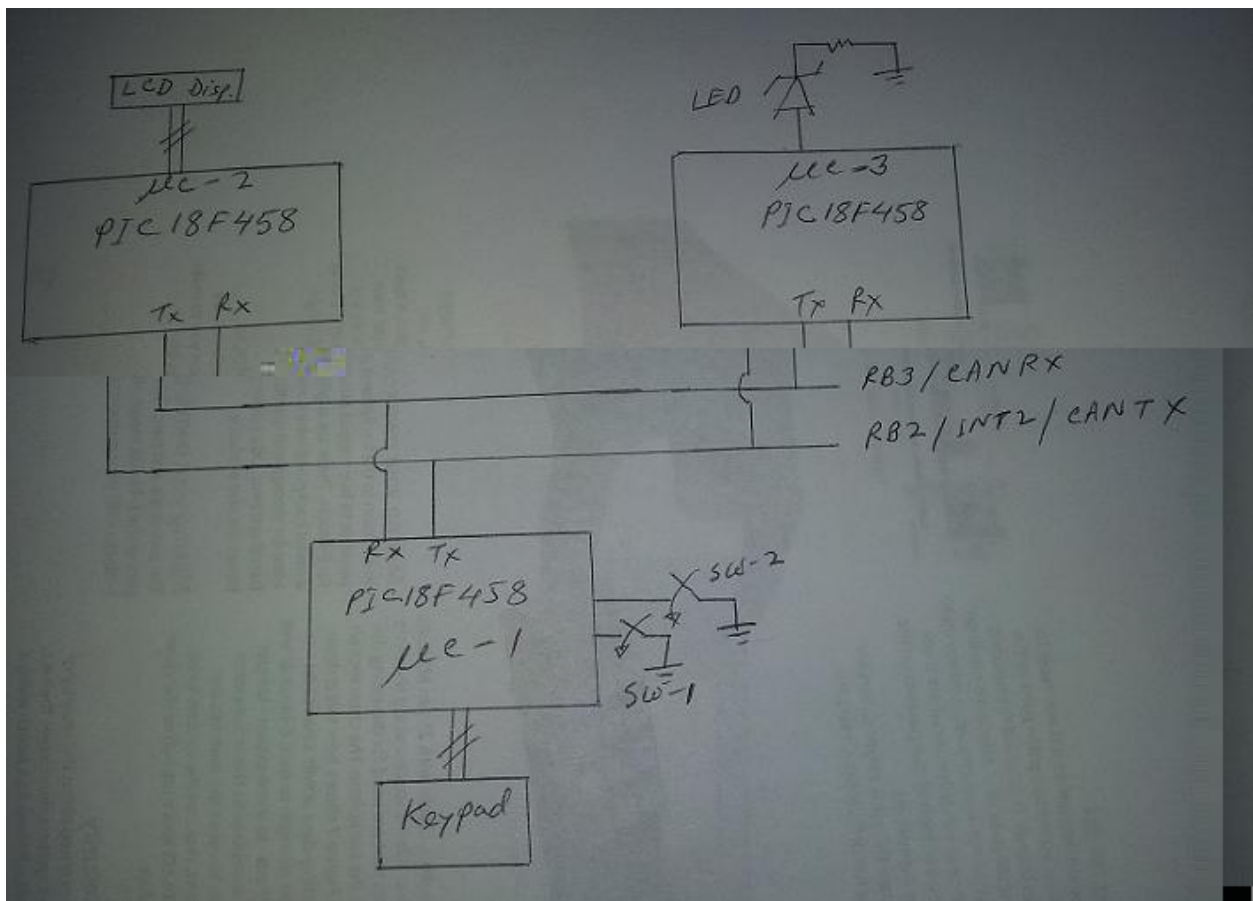 LCD Disp.
LED
μc-2
PIC18F458
Tx Rx
μc-3
PIC18F458
Tx Rx
RB3/CANRX
RB2/INT2/CANTX
Rx Tx
PIC18F458
μc-1
SW-2
SW-1
Keypad